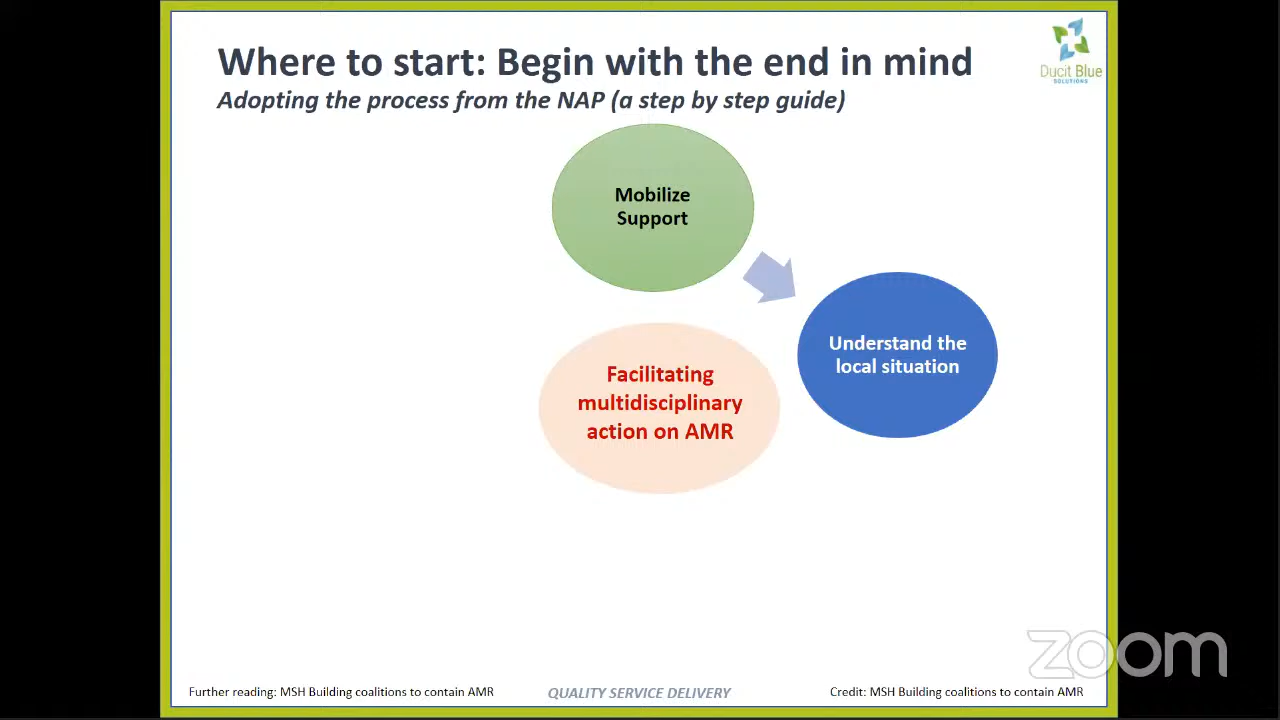 Where to start: Begin with the end in mind
Adopting the process from the NAP (a step by step guide)
Ducit Blue
SOLUTIONS
Mobilize
Support
Understand the
local situation
Facilitating
multidisciplinary
action on AMR
zoom
Further reading: MSH Building coalitions to contain AMR
QUALITY SERVICE DELIVERY
Credit: MSH Building coalitions to contain AMR